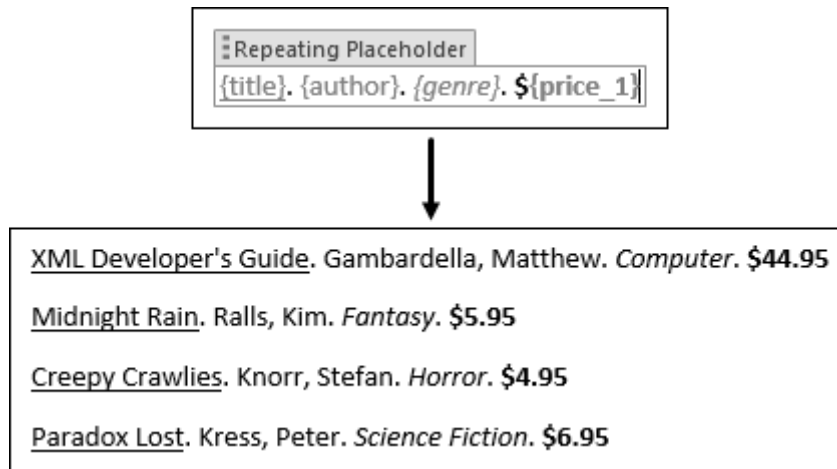 Repeating Placeholder
{title}. {author}. {genre}. ${price_1}
XML Developer's Guide. Gambardella, Matthew. Computer. $44.95
Midnight Rain. Ralls, Kim. Fantasy. $5.95
Creepy Crawlies. Knorr, Stefan. Horror. $4.95
Paradox Lost. Kress, Peter. Science Fiction. $6.95